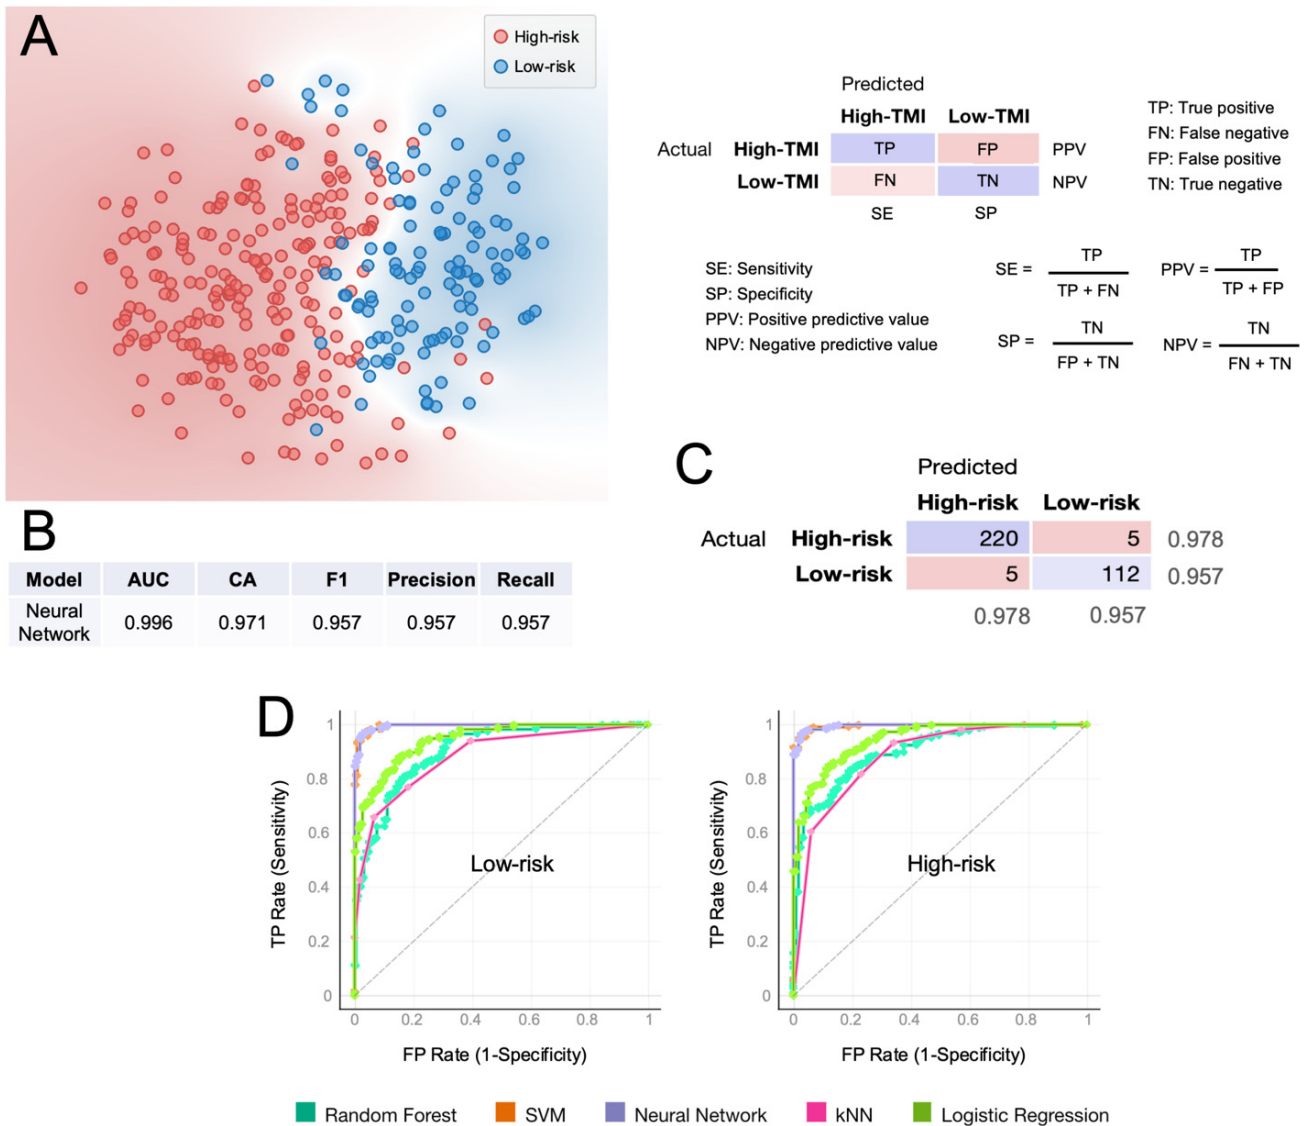 A
High-risk
Low-risk
Predicted
High-TMI Low-TMI
Actual High-TMI TP FP PPV
Low-TMI FN TN NPV
SE SP
TP: True positive
FN: False negative
FP: False positive
TN: True negative
SE: Sensitivity
SP: Specificity
PPV: Positive predictive value
NPV: Negative predictive value
SE = TP
TP + FN
PPV = TP
TP + FP
SP = TN
FP + TN
NPV = TN
FN + TN
B
Model AUC CA F1 Precision Recall
Neural
Network 0.996 0.971 0.957 0.957 0.957
C
Predicted
High-risk Low-risk
Actual High-risk 220 5 0.978
Low-risk 5 112 0.957
0.978 0.957
D
TP Rate (Sensitivity)
1
0.8
0.6
0.4
0.2
0
Low-risk
0 0.2 0.4 0.6 0.8 1
FP Rate (1-Specificity)
TP Rate (Sensitivity)
1
0.8
0.6
0.4
0.2
0
High-risk
0 0.2 0.4 0.6 0.8 1
FP Rate (1-Specificity)
Random Forest SVM Neural Network kNN Logistic Regression